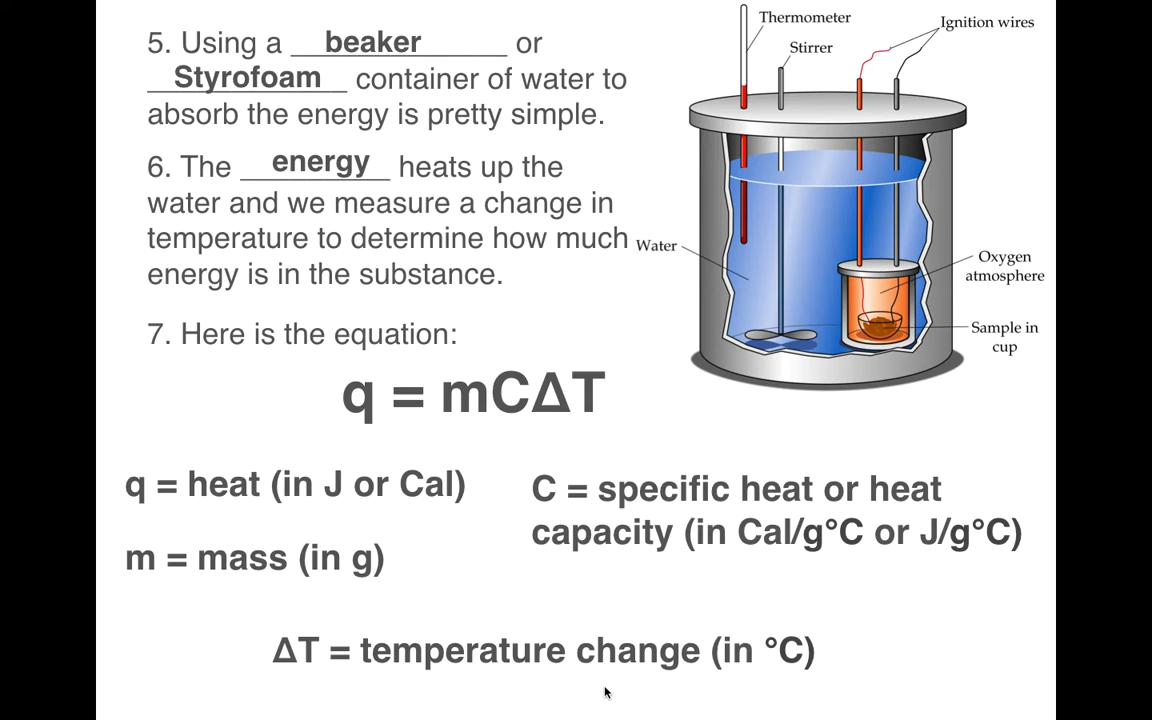 5. Using a beaker or
Styrofoam container of water to
absorb the energy is pretty simple.
6. The energy heats up the
water and we measure a change in
temperature to determine how much
energy is in the substance.
7. Here is the equation:
q = mCΔT
q = heat (in J or Cal)
m = mass (in g)
C = specific heat or heat
capacity (in Cal/g°C or J/g°C)
ΔT = temperature change (in °C)
Thermometer
Ignition wires
Stirrer
Water
Oxygen
atmosphere
Sample in
cup